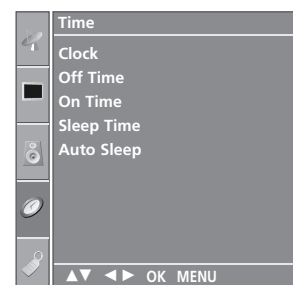 Time
Clock
Off Time
On Time
Sleep Time
Auto Sleep
▲▼ ◄► OK MENU